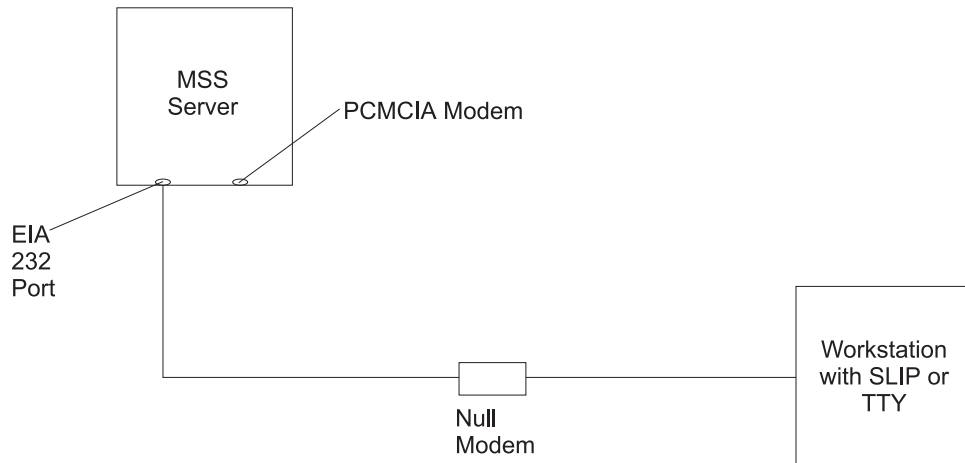 MSS
Server
PCMCIA Modem
EIA
232
Port
Workstation
with SLIP or
TTY
Null
Modem